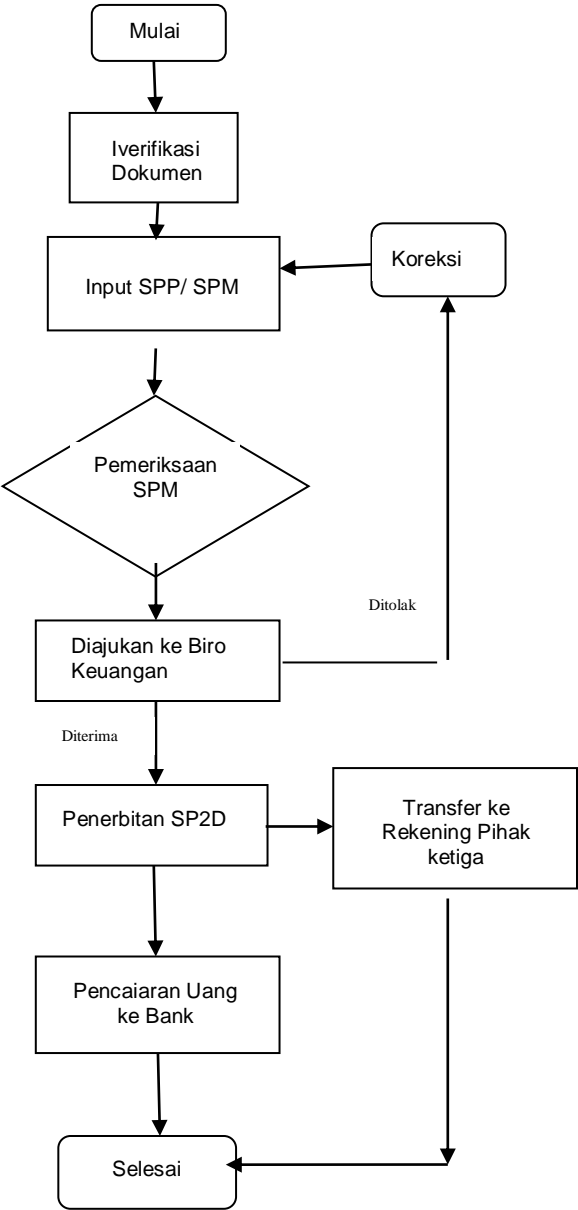 Mulai
Iverifikasi
Dokumen
Input SPP/ SPM
Koreksi
Pemeriksaan
SPM
Ditolak
Diajukan ke Biro
Keuangan
Diterima
Penerbitan SP2D
Transfer ke
Rekening Pihak
ketiga
Pencaiaran Uang
ke Bank
Selesai